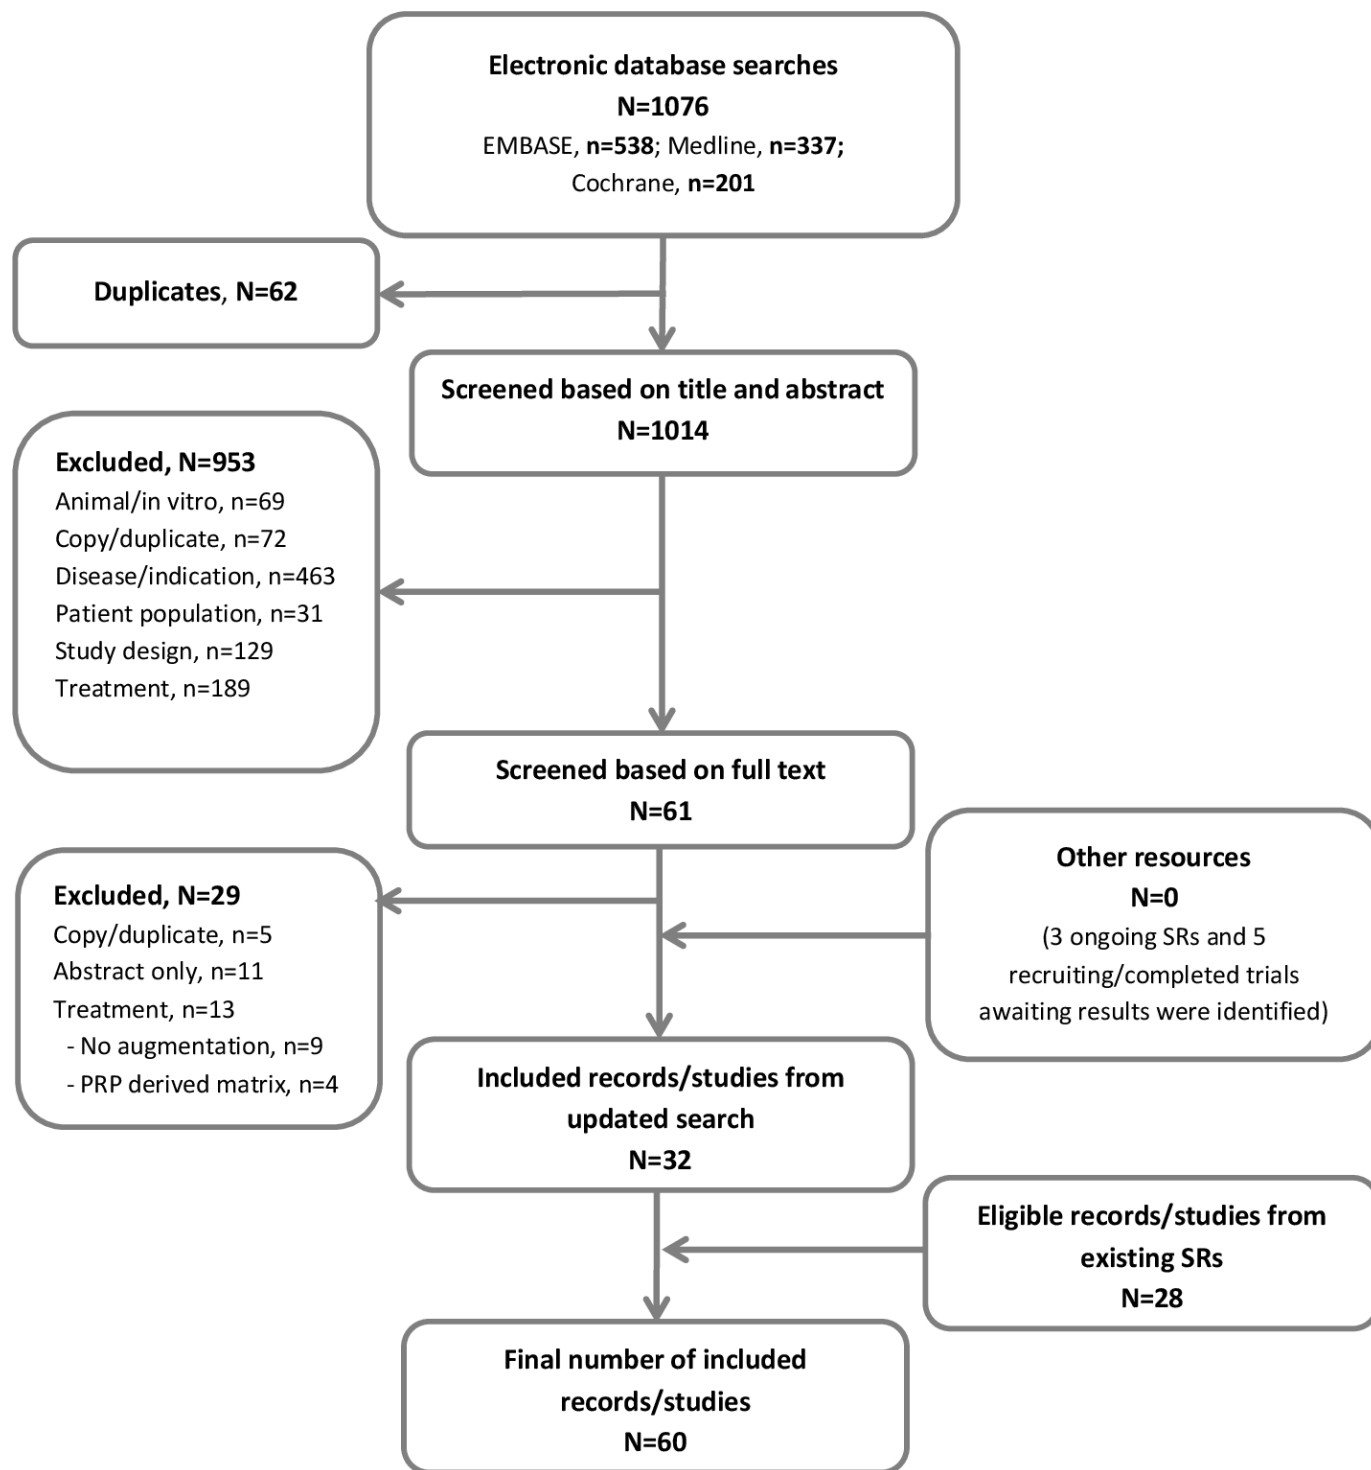 Electronic database searches
N=1076
EMBASE, n=538; Medline, n=337;
Cochrane, n=201
Duplicates, N=62
Screened based on title and abstract
N=1014
Excluded, N=953
Animal/in vitro, n=69
Copy/duplicate, n=72
Disease/indication, n=463
Patient population, n=31
Study design, n=129
Treatment, n=189
Screened based on full text
N=61
Excluded, N=29
Copy/duplicate, n=5
Abstract only, n=11
Treatment, n=13
- No augmentation, n=9
- PRP derived matrix, n=4
Other resources
N=0
(3 ongoing SRs and 5
recruiting/completed trials
awaiting results were identified)
Included records/studies from
updated search
N=32
Eligible records/studies from
existing SRs
N=28
Final number of included
records/studies
N=60